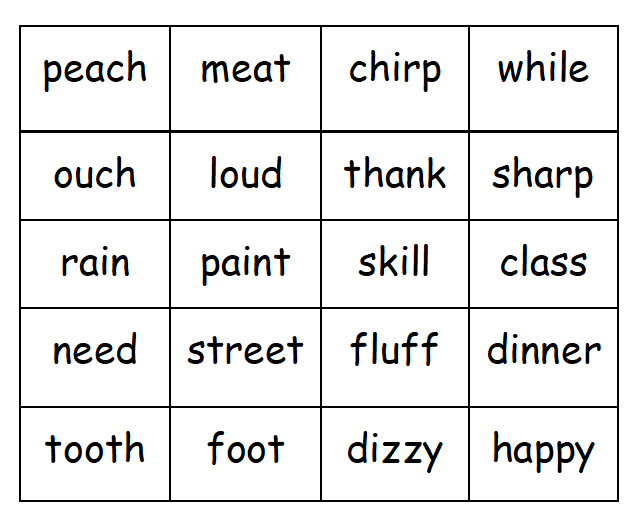 peach meat chirp while
ouch loud thank sharp
rain paint skill class
need street fluff dinner
tooth foot dizzy happy